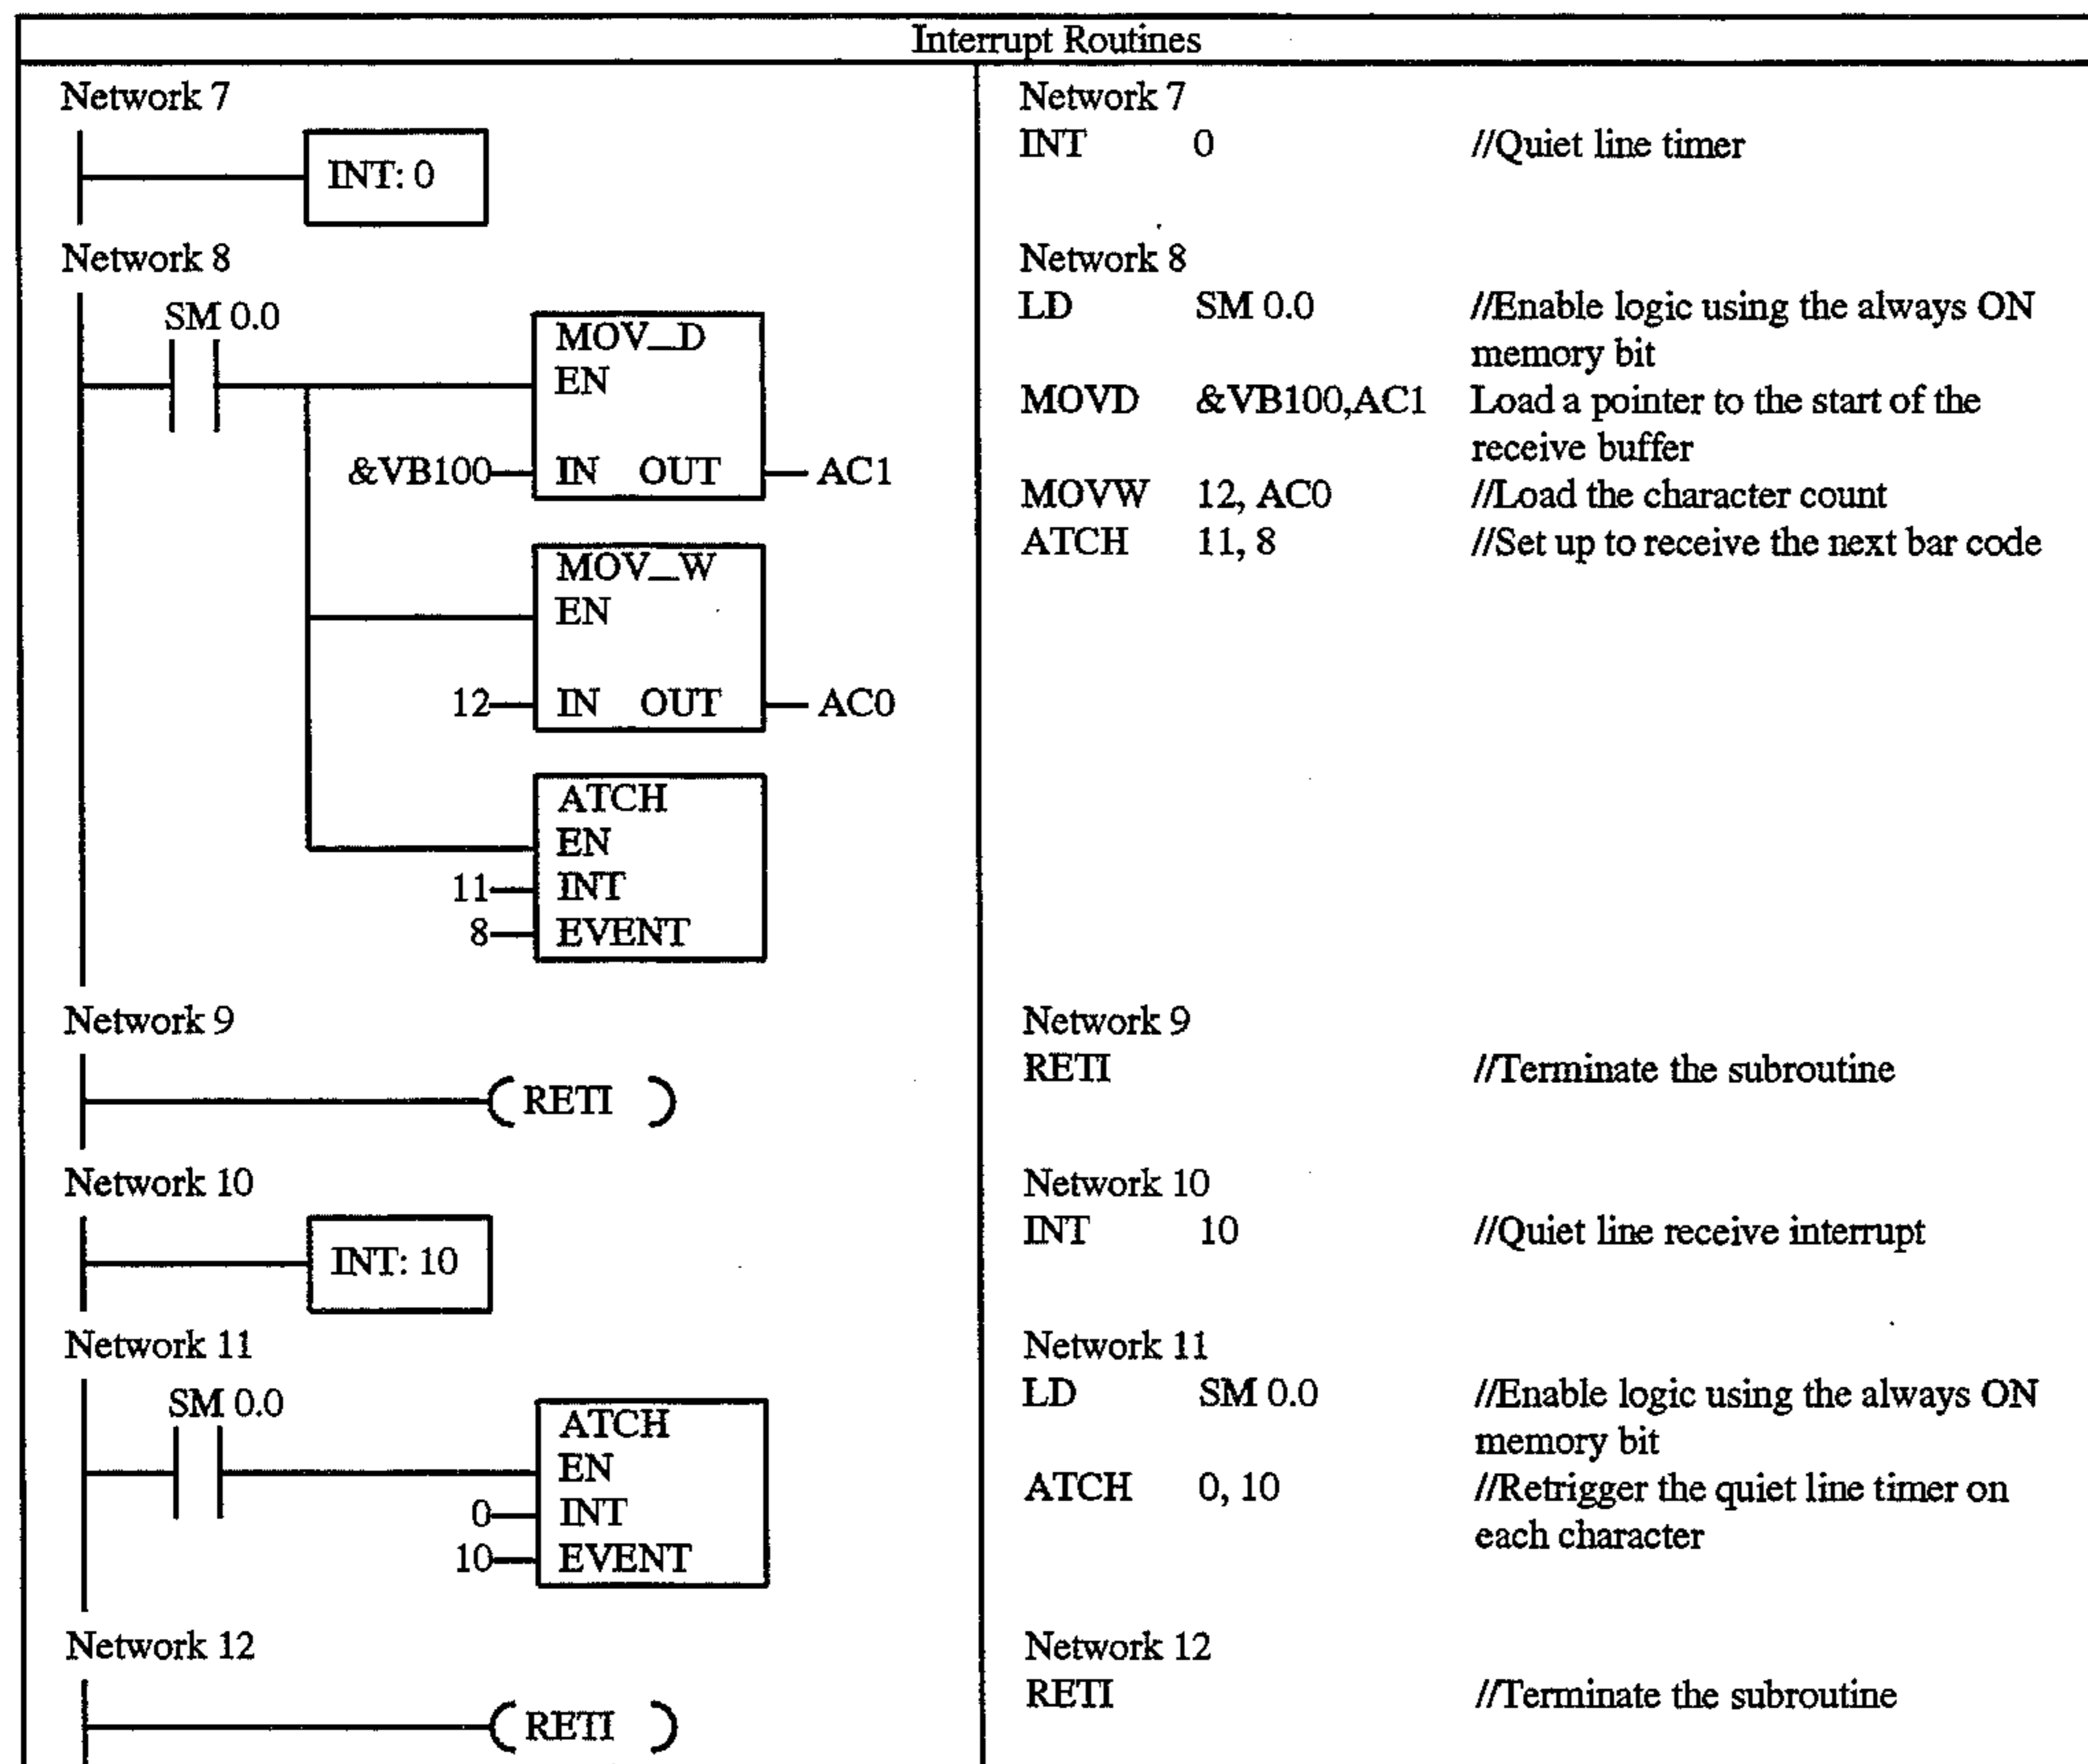 Interrupt Routines
Network 7
INT: 0
Network 8
SM 0.0
MOV_D
EN
&VB100 IN OUT AC1
MOV_W
EN
12 IN OUT AC0
ATCH
EN
11 INT
8 EVENT
Network 9
RETI
Network 10
INT: 10
Network 11
SM 0.0
ATCH
EN
0 INT
10 EVENT
Network 12
RETI
Network 7
INT 0 //Quiet line timer
Network 8
LD SM 0.0 //Enable logic using the always ON
memory bit
MOVD &VB100,AC1 Load a pointer to the start of the
receive buffer
MOVW 12, AC0 //Load the character count
ATCH 11, 8 //Set up to receive the next bar code
Network 9
RETI //Terminate the subroutine
Network 10
INT 10 //Quiet line receive interrupt
Network 11
LD SM 0.0 //Enable logic using the always ON
memory bit
ATCH 0, 10 //Retrigger the quiet line timer on
each character
Network 12
RETI //Terminate the subroutine